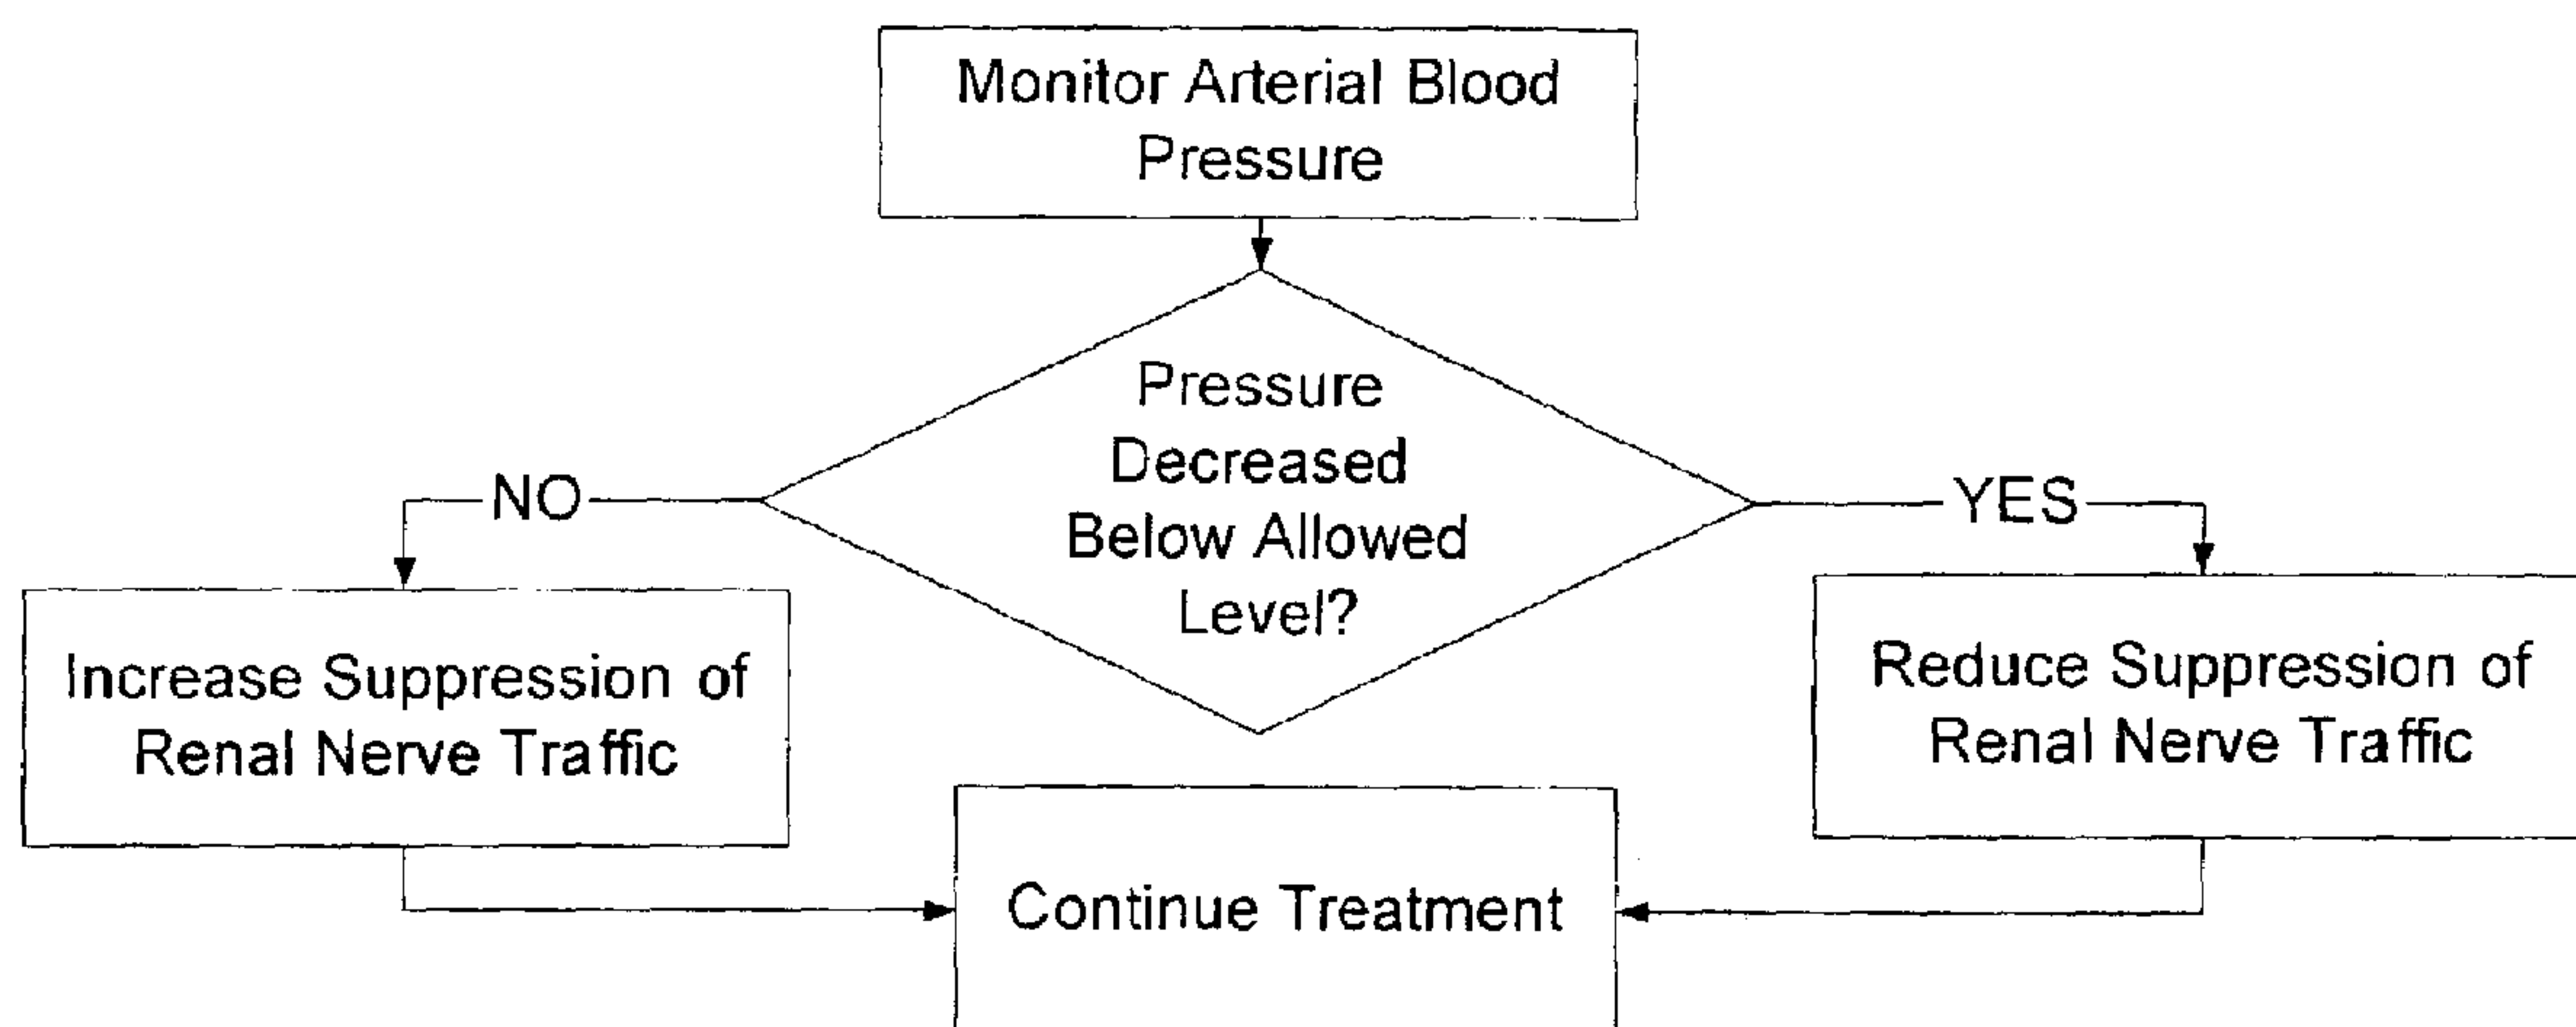 Monitor Arterial Blood
Pressure
Pressure
Decreased
Below Allowed
Level?
NO
YES
Increase Suppression of
Renal Nerve Traffic
Reduce Suppression of
Renal Nerve Traffic
Continue Treatment